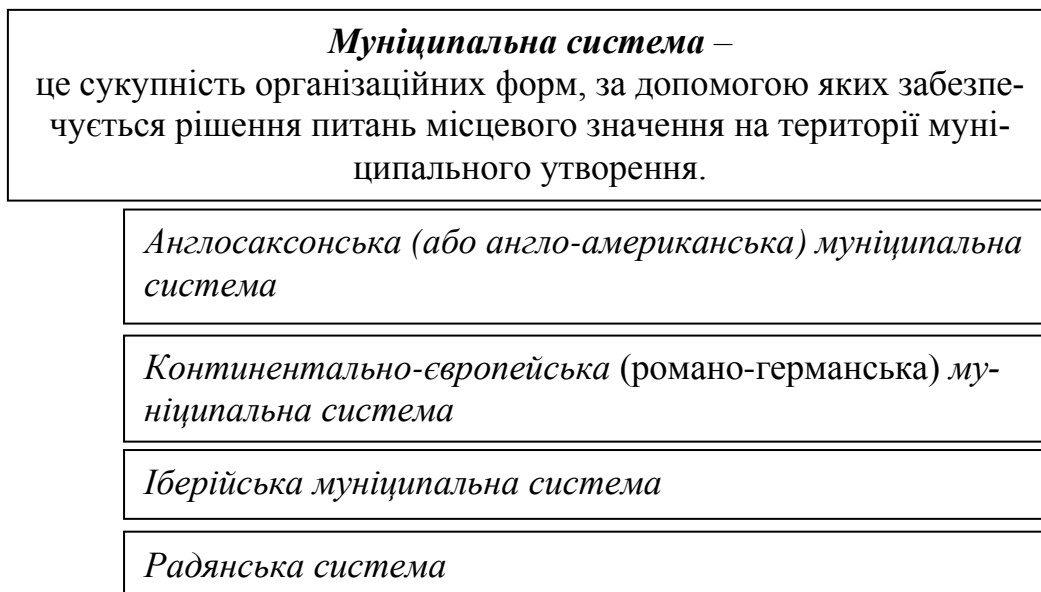 Муніципальна система –
це сукупність організаційних форм, за допомогою яких забезпе-
чується рішення питань місцевого значення на території муні-
ципального утворення.
Англосаксонська (або англо-американська) муніципальна
система
Континентально-європейська (романо-германська) му-
ніципальна система
Іберійська муніципальна система
Радянська система